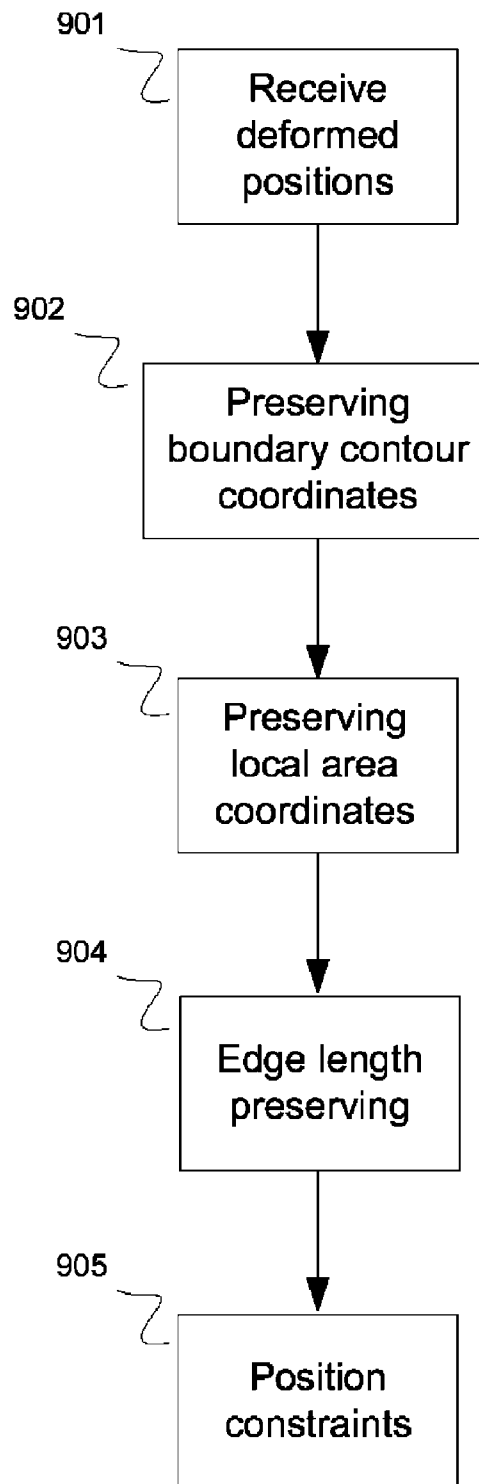 901
Receive
deformed
positions
902
Preserving
boundary contour
coordinates
903
Preserving
local area
coordinates
904
Edge length
preserving
905
Position
constraints